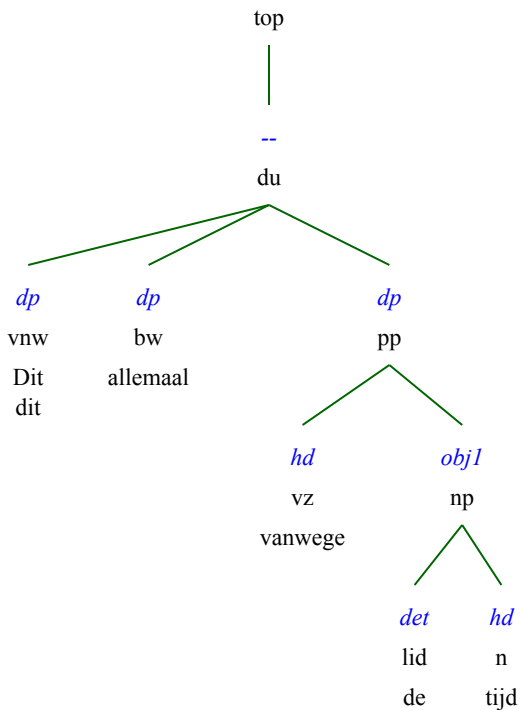 top
--
du
dp dp dp
vnw bw pp
Dit allemaal
dit
hd obj1
vz np
vanwege
det hd
lid n
de tijd